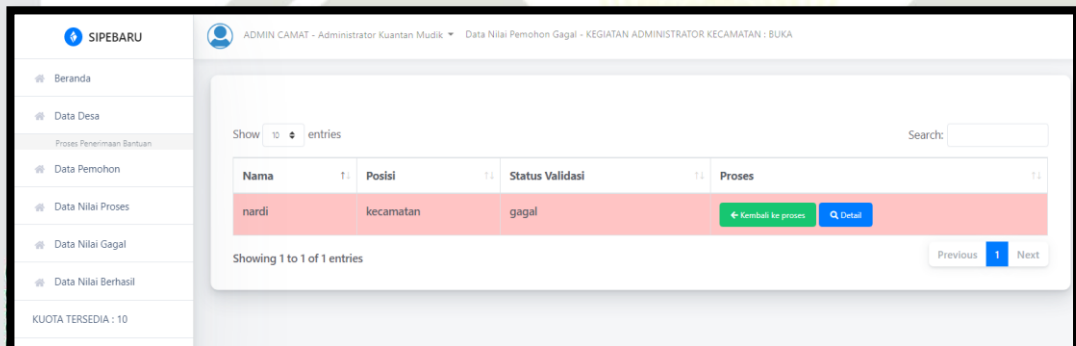 SIPEBARU
ADMIN CAMAT - Administrator Kuantan Mudik Data Nilai Pemohon Gagal - KEGIATAN ADMINISTRATOR KECAMATAN : BUKA
Beranda
Data Desa
Proses Penerimaan Bantuan
Data Pemohon
Data Nilai Proses
Data Nilai Gagal
Data Nilai Berhasil
KUOTA TERSEDIA : 10
Show 10 entries
Search:
Nama Posisi Status Validasi Proses
nardi kecamatan gagal Kembali ke proses Detail
Showing 1 to 1 of 1 entries
Previous 1 Next